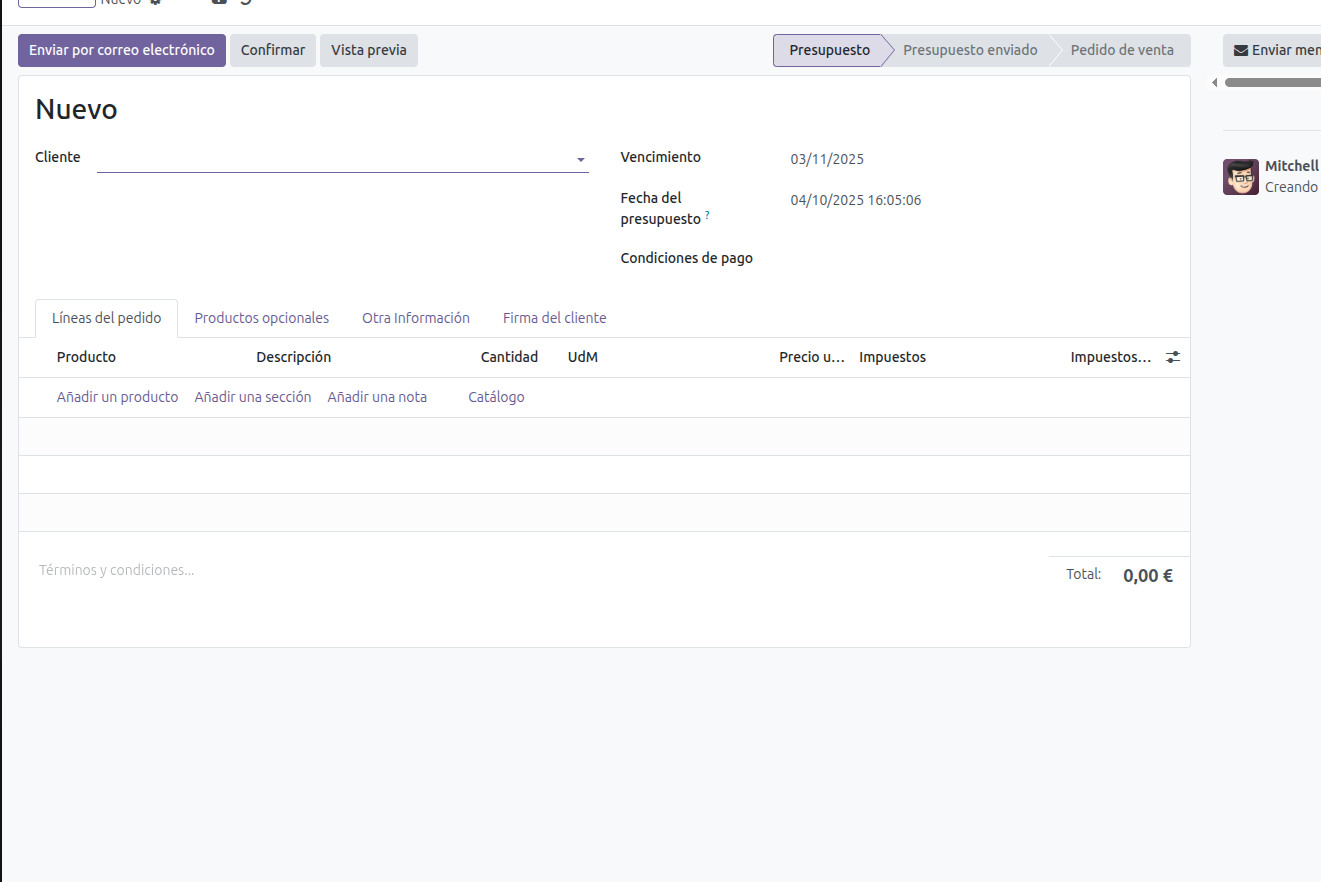 Nuevo
Enviar por correo electrónico Confirmar Vista previa Presupuesto Presupuesto enviado Pedido de venta Enviar men
Nuevo
Cliente Vencimiento 03/11/2025
Fecha del presupuesto ? 04/10/2025 16:05:06
Condiciones de pago
Líneas del pedido Productos opcionales Otra Información Firma del cliente
Producto Descripción Cantidad UdM Precio u... Impuestos Impuestos...
Añadir un producto Añadir una sección Añadir una nota Catálogo
Términos y condiciones...
Total: 0,00 €
Mitchell
Creando